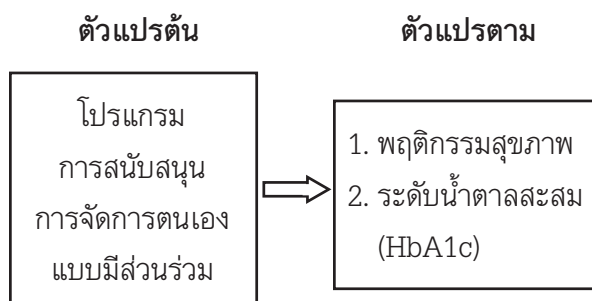 ตัวแปรต้น
โปรแกรม
การสนับสนุน
การจัดการตนเอง
แบบมีส่วนร่วม
ตัวแปรตาม
1. พฤติกรรมสุขภาพ
2. ระดับน้ำตาลสะสม
(HbA1c)